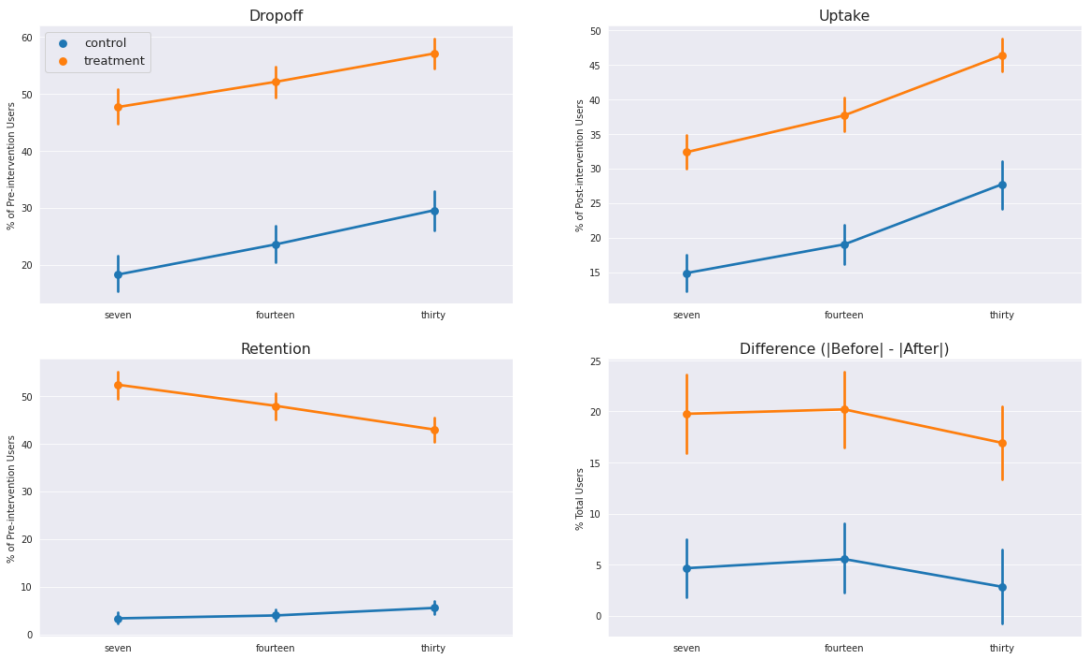 Dropoff
control
treatment
% of Pre-intervention Users
60
50
40
30
20
seven fourteen thirty
Uptake
% of Post-intervention Users
50
45
40
35
30
25
20
15
seven fourteen thirty
Retention
% of Pre-intervention Users
50
40
30
20
10
0
seven fourteen thirty
Difference (|Before| - |After|)
% Total Users
25
20
15
10
5
0
seven fourteen thirty